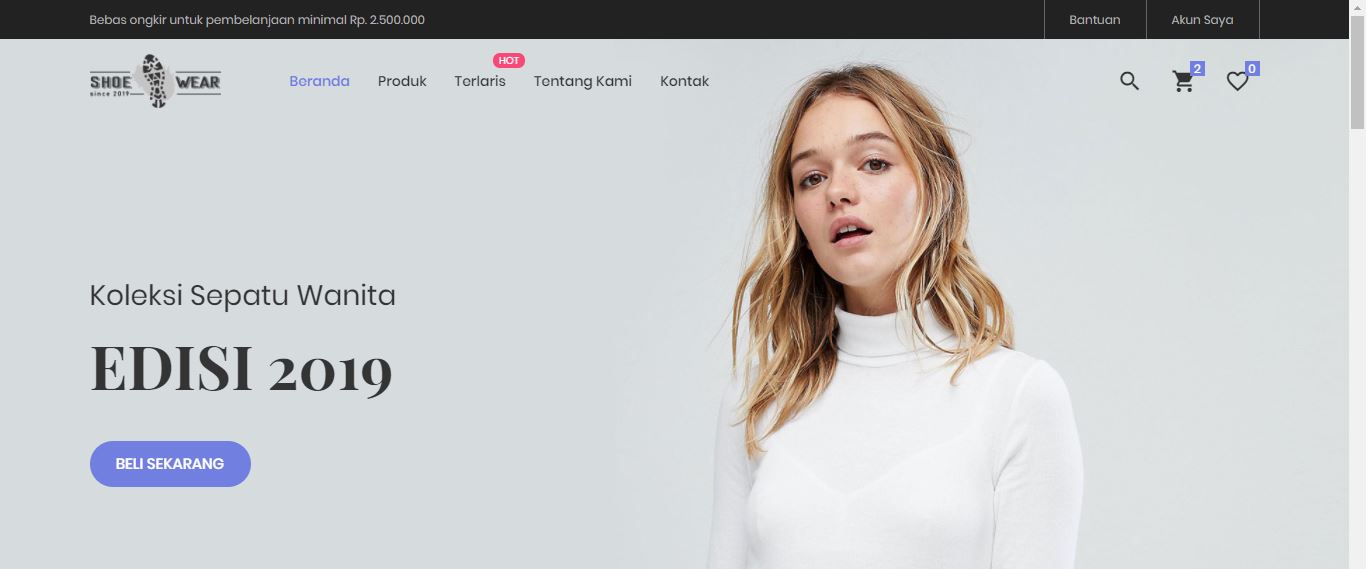 Bebas ongkir untuk pembelanjaan minimal Rp. 2.500.000
Bantuan
Akun Saya
SHOE WEAR
since 2019
HOT
Beranda
Produk
Terlaris
Tentang Kami
Kontak
2
0
Koleksi Sepatu Wanita
EDISI 2019
BELI SEKARANG